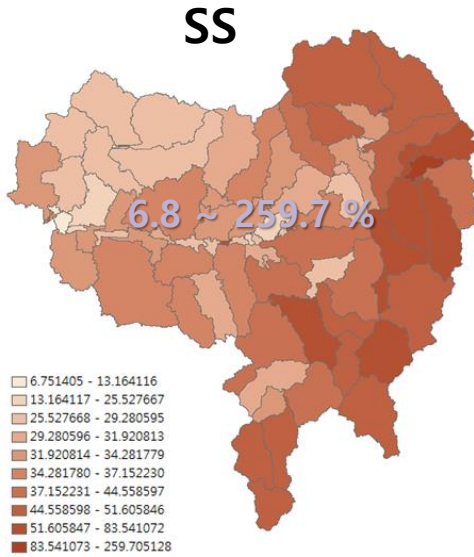 SS
6.8 ~ 259.7 %
6.751405 - 13.164116
13.164117 - 25.527667
25.527668 - 29.280595
29.280596 - 31.920813
31.920814 - 34.281779
34.281780 - 37.152230
37.152231 - 44.558597
44.558598 - 51.605846
51.605847 - 83.541072
83.541073 - 259.705128